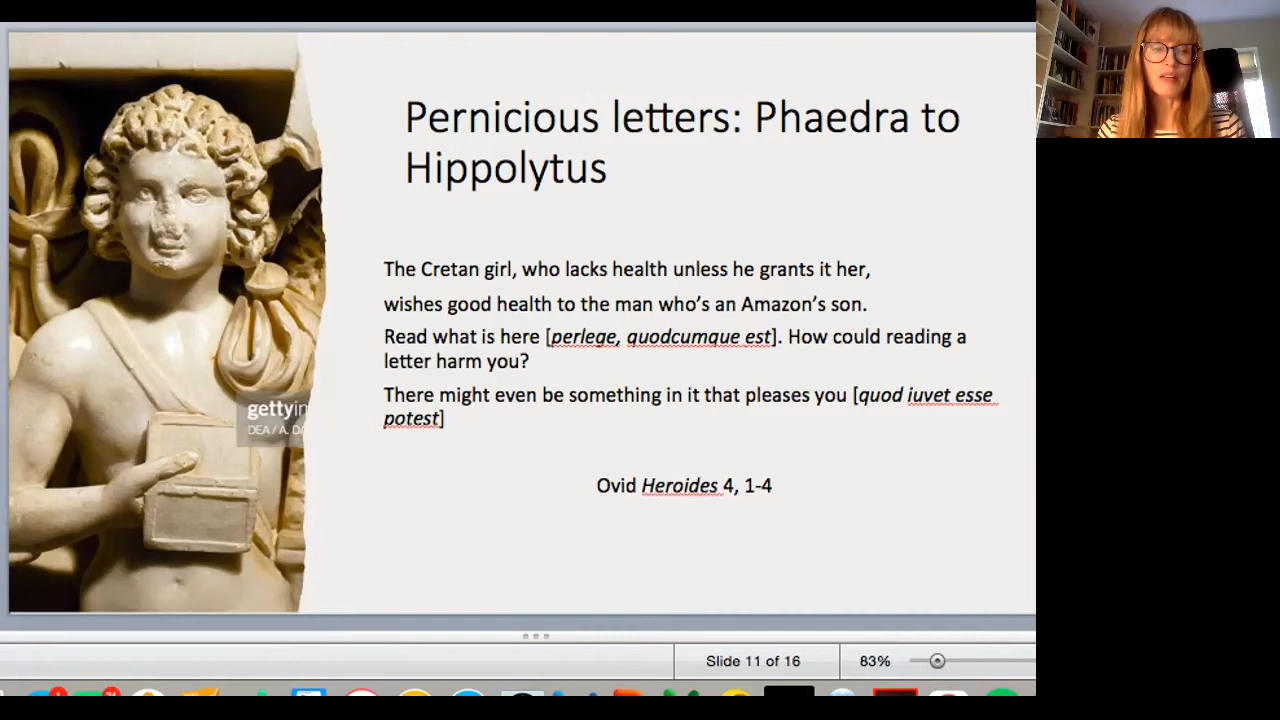 Pernicious letters: Phaedra to
Hippolytus
The Cretan girl, who lacks health unless he grants it her,
wishes good health to the man who's an Amazon's son.
Read what is here [perlege, quodcumque est]. How could reading a
letter harm you?
There might even be something in it that pleases you [quod iuvet esse
potest]
Ovid Heroides 4, 1-4
gettyin
DEA / A. DA
Slide 11 of 16
83%